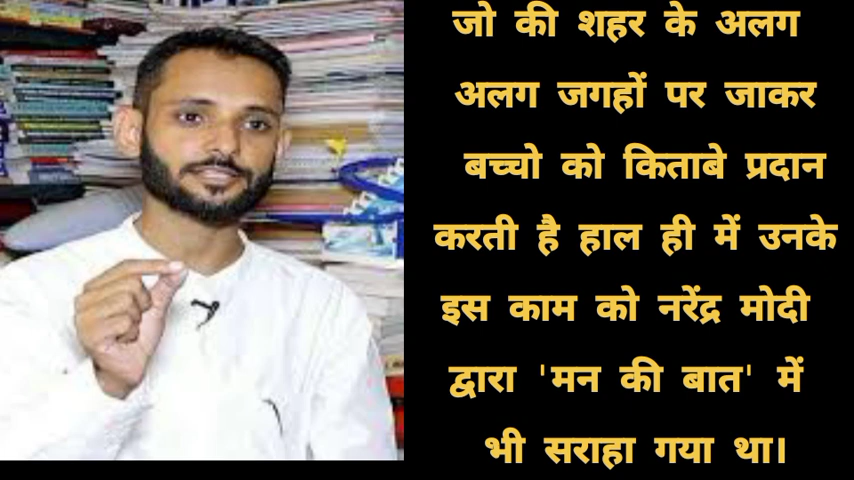 जो की शहर के अलग
अलग जगहों पर जाकर
बच्चो को किताबे प्रदान
करती है हाल ही में उनके
इस काम को नरेंद्र मोदी
द्वारा 'मन की बात' में
भी सराहा गया था।